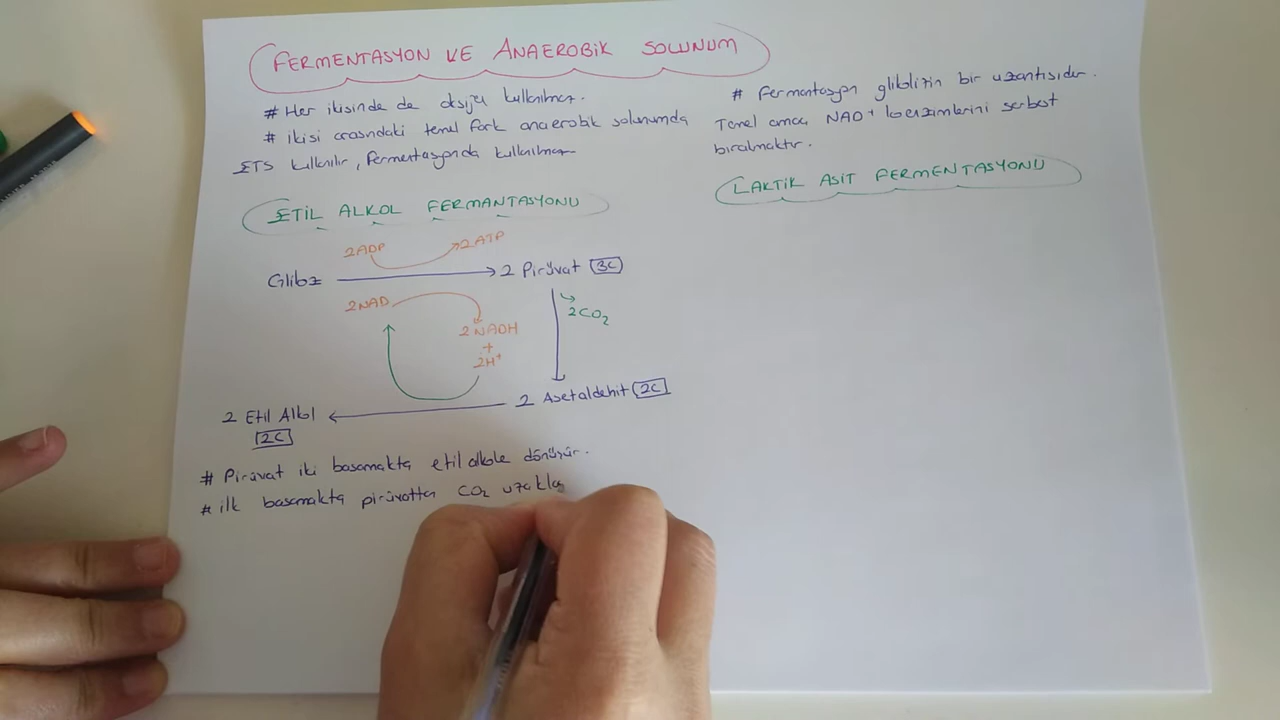 FERMENTASYON VE ANAEROBİK SOLUNUM
# Her ikisinde de oksijen kullanılmaz.
# ikisi arasındaki temel fark anaerobik solunumda
ETS kullanılır, fermentasyonda kullanılmaz
# Fermantasyon glikolizin bir uzantısıdır.
Temel amaç NAD+ koenzimlerini serbest
bırakmaktır.
ETİL ALKOL FERMANTASYONU
2ADP
2ATP
Glikoz
2 Pirüvat 3C
2NAD
2NADH
+
2H+
2CO2
2 Asetaldehit 2C
2 Etil Alkol
2C
# Pirüvat iki basamakta etil alkole dönüşür.
# ilk basamakta pirüvattan CO2 uzaklaş
LAKTİK ASİT FERMENTASYONU